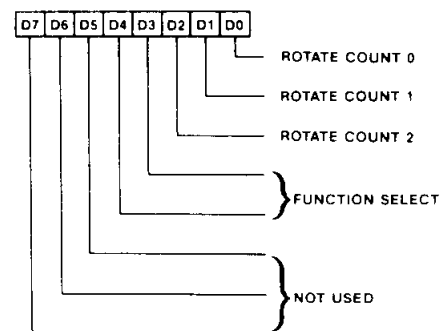 D7 D6 D5 D4 D3 D2 D1 D0
ROTATE COUNT 0
ROTATE COUNT 1
ROTATE COUNT 2
FUNCTION SELECT
NOT USED